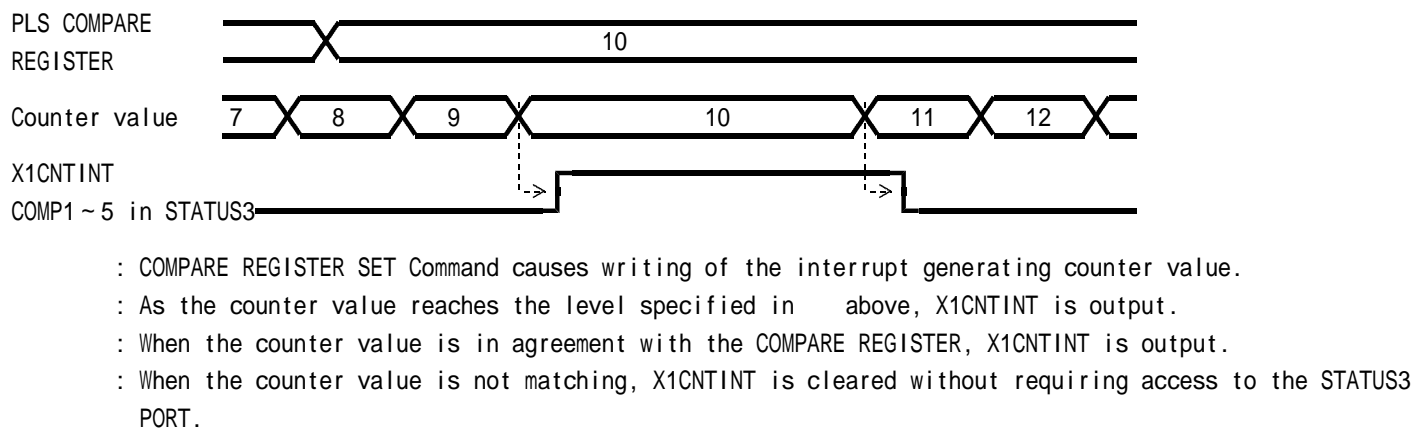 PLS COMPARE
REGISTER
10
Counter value 7 8 9 10 11 12
X1CNTINT
COMP1~5 in STATUS3
: COMPARE REGISTER SET Command causes writing of the interrupt generating counter value.
: As the counter value reaches the level specified in above, X1CNTINT is output.
: When the counter value is in agreement with the COMPARE REGISTER, X1CNTINT is output.
: When the counter value is not matching, X1CNTINT is cleared without requiring access to the STATUS3
PORT.